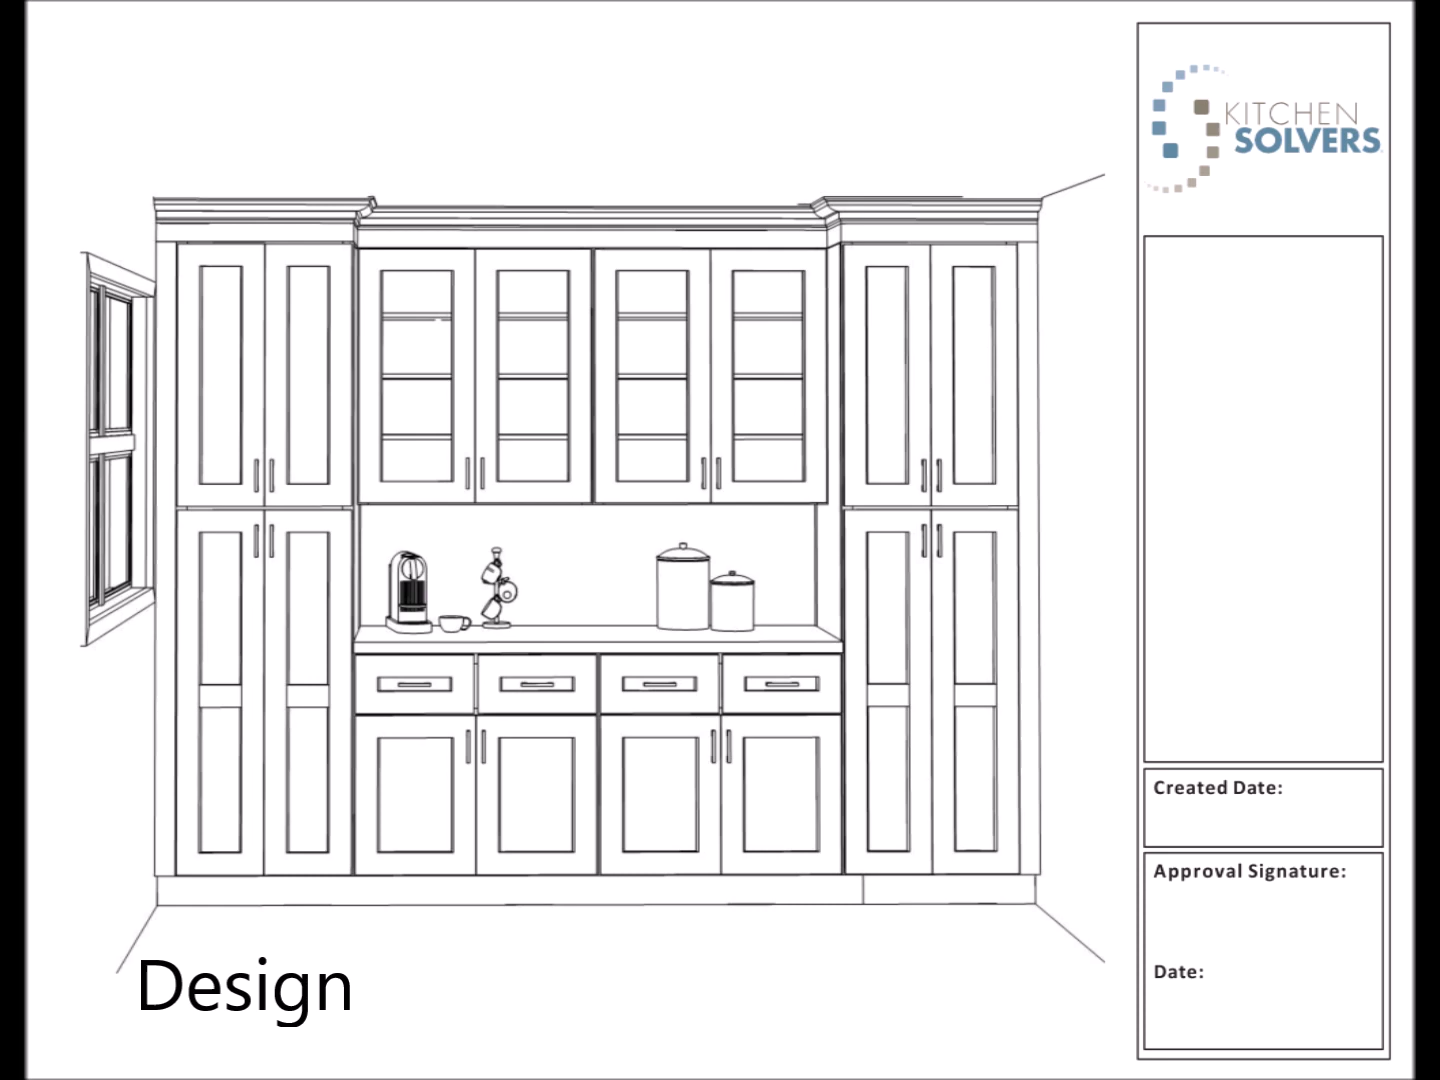 KITCHEN
SOLVERS
Created Date:
Approval Signature:
Date:
Design